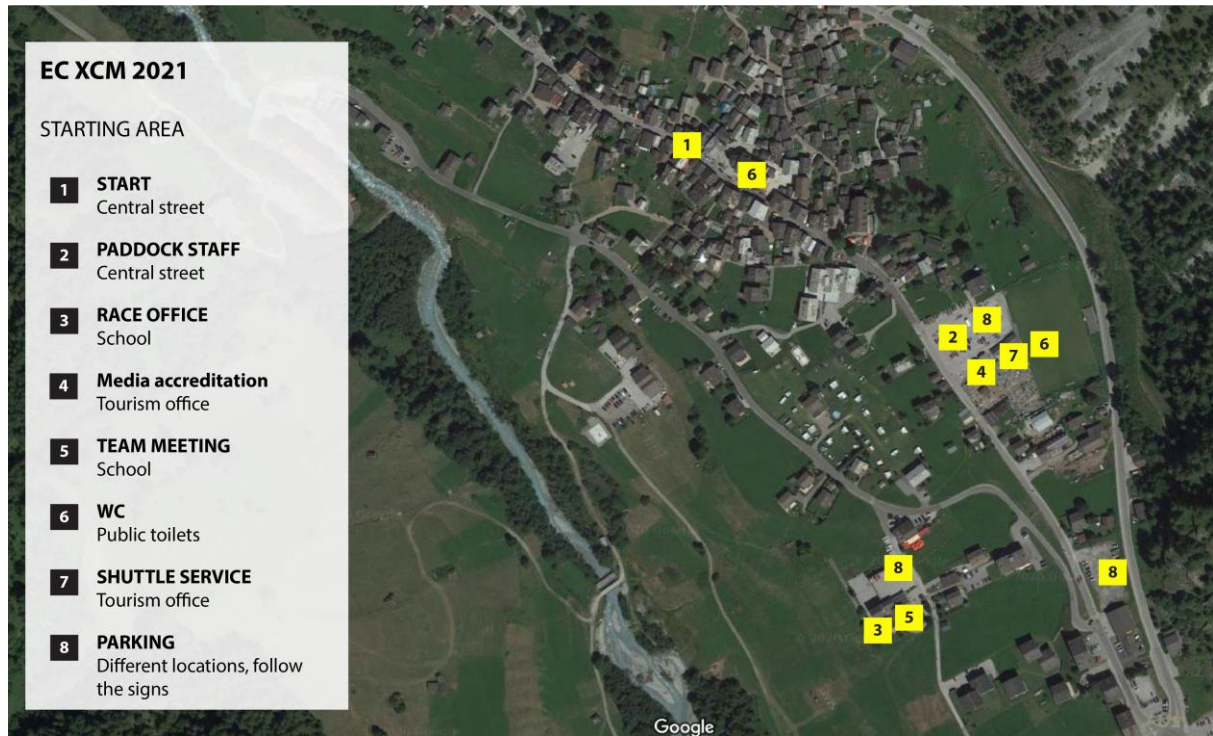 EC XCM 2021
STARTING AREA
1 START
Central street
2 PADDOCK STAFF
Central street
3 RACE OFFICE
School
4 Media accreditation
Tourism office
5 TEAM MEETING
School
6 WC
Public toilets
7 SHUTTLE SERVICE
Tourism office
8 PARKING
Different locations, follow
the signs
1
6
8
2
6
7
4
8
8
5
3
Google